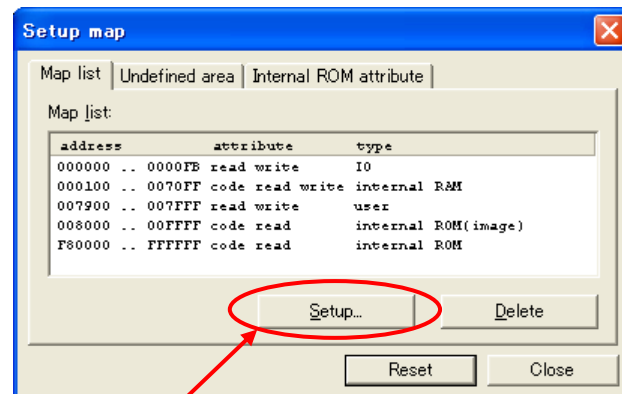 Setup map
Map list Undefined area Internal ROM attribute
Map list:
address attribute type
000000 .. 0000FB read write IO
000100 .. 0070FF code read write internal RAM
007900 .. 007FFF read write user
008000 .. 00FFFF code read internal ROM(image)
F80000 .. FFFFFF code read internal ROM
Setup... Delete
Reset Close